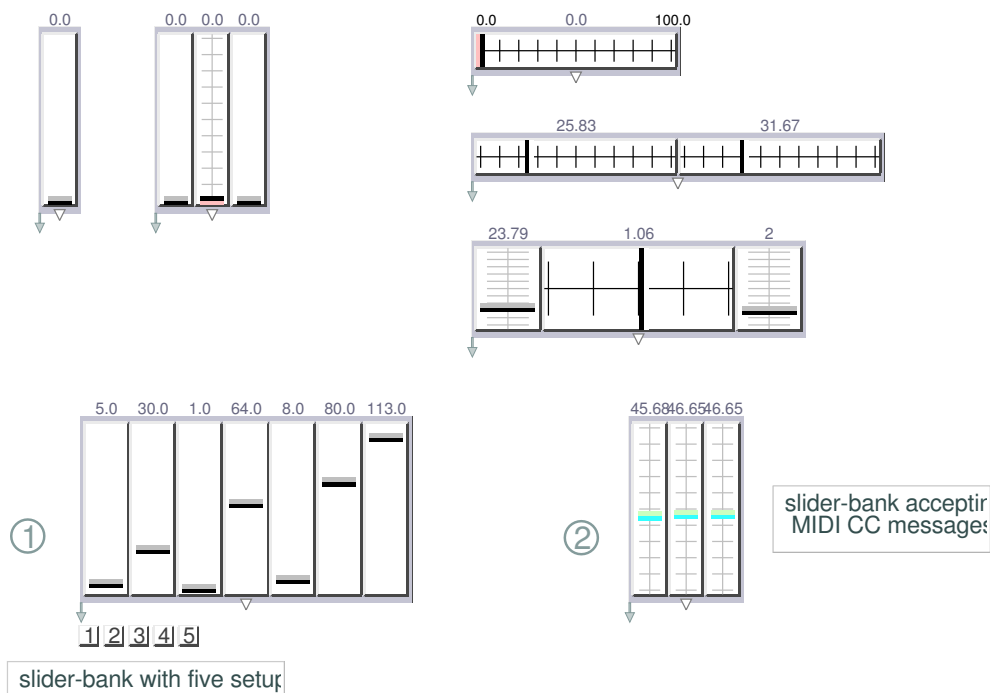 0.0
0.0 0.0 0.0
0.0 0.0 100.0
25.83 31.67
23.79 1.06 2
5.0 30.0 1.0 64.0 8.0 80.0 113.0
45.68 46.65 46.65
1
2
slider-bank acceptin
MIDI CC messages
1 2 3 4 5
slider-bank with five setup